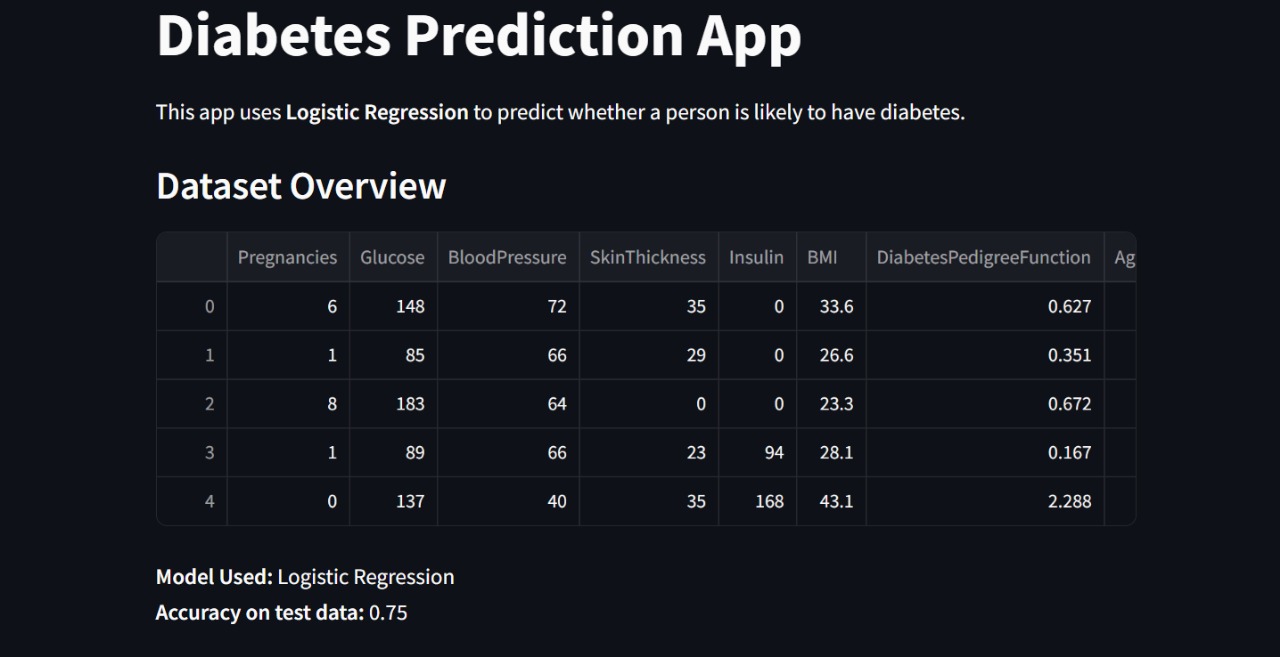 Diabetes Prediction App
This app uses Logistic Regression to predict whether a person is likely to have diabetes.
Dataset Overview
Pregnancies Glucose BloodPressure SkinThickness Insulin BMI DiabetesPedigreeFunction Ag
0 6 148 72 35 0 33.6 0.627
1 1 85 66 29 0 26.6 0.351
2 8 183 64 0 0 23.3 0.672
3 1 89 66 23 94 28.1 0.167
4 0 137 40 35 168 43.1 2.288
Model Used: Logistic Regression
Accuracy on test data: 0.75